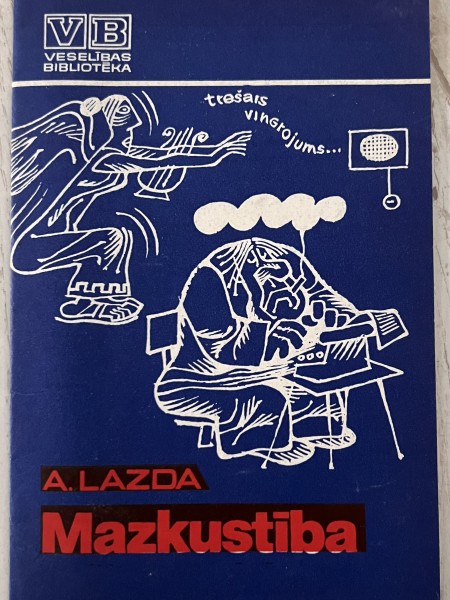 VB
VESELĪBAS
BIBLIOTĒKA
trešais
vingrojums...
A. LAZDA
Mazkustība